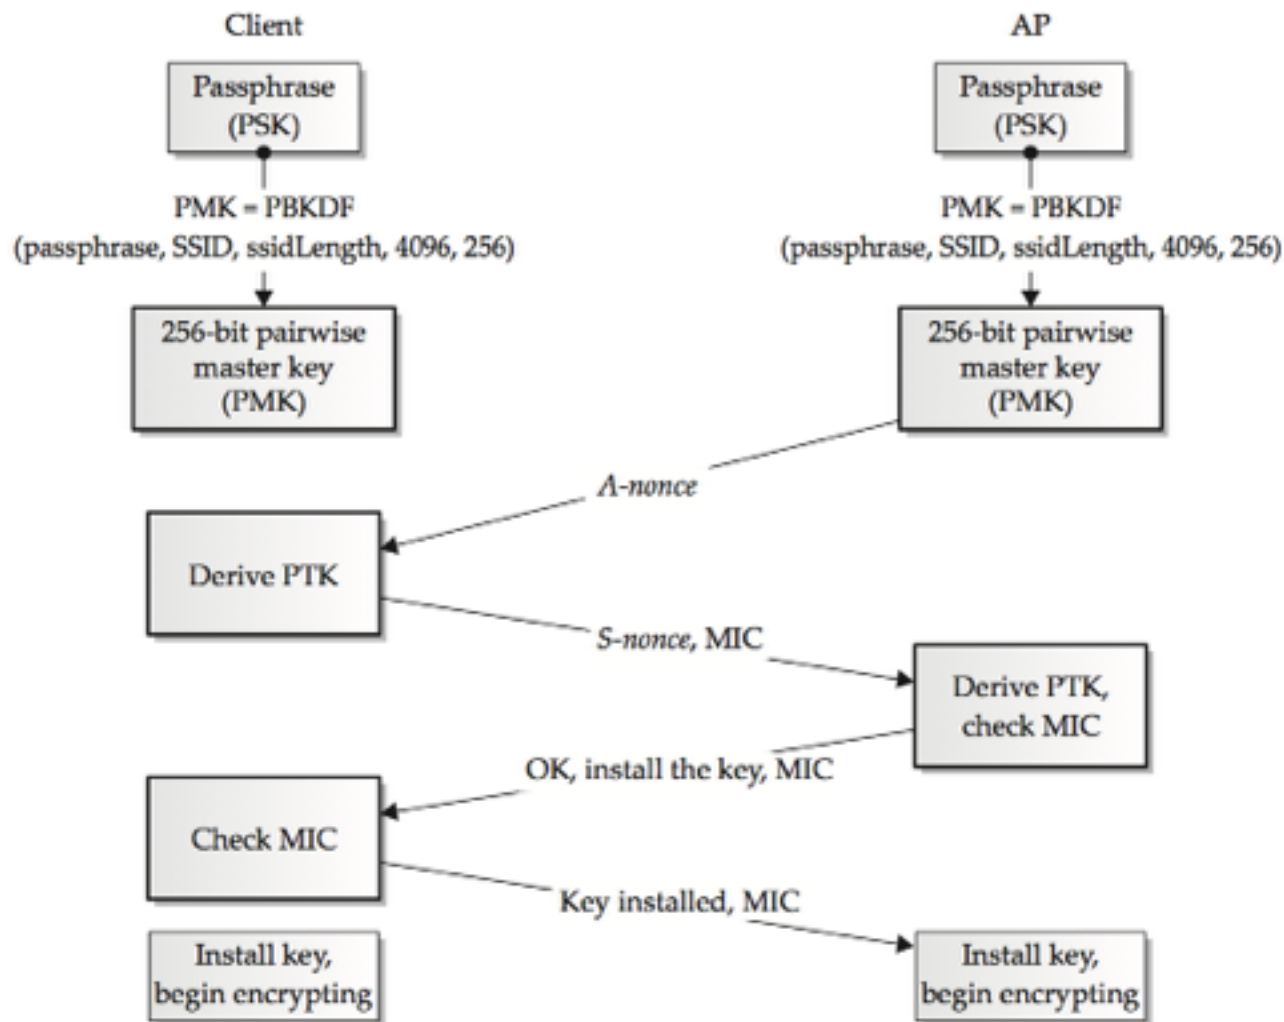 Client
AP
Passphrase
(PSK)
Passphrase
(PSK)
PMK = PBKDF
(passphrase, SSID, ssidLength, 4096, 256)
PMK = PBKDF
(passphrase, SSID, ssidLength, 4096, 256)
256-bit pairwise
master key
(PMK)
256-bit pairwise
master key
(PMK)
A-nonce
Derive PTK
S-nonce, MIC
Derive PTK,
check MIC
OK, install the key, MIC
Check MIC
Key installed, MIC
Install key,
begin encrypting
Install key,
begin encrypting